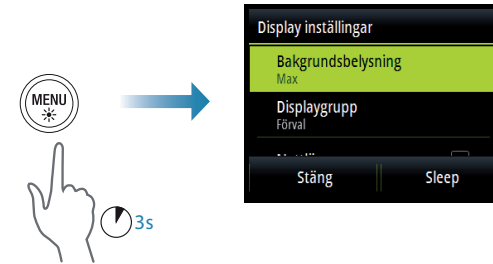 MENU
3s
Display inställningar
Bakgrundsbelysning
Max
Displaygrupp
Förval
Stäng
Sleep